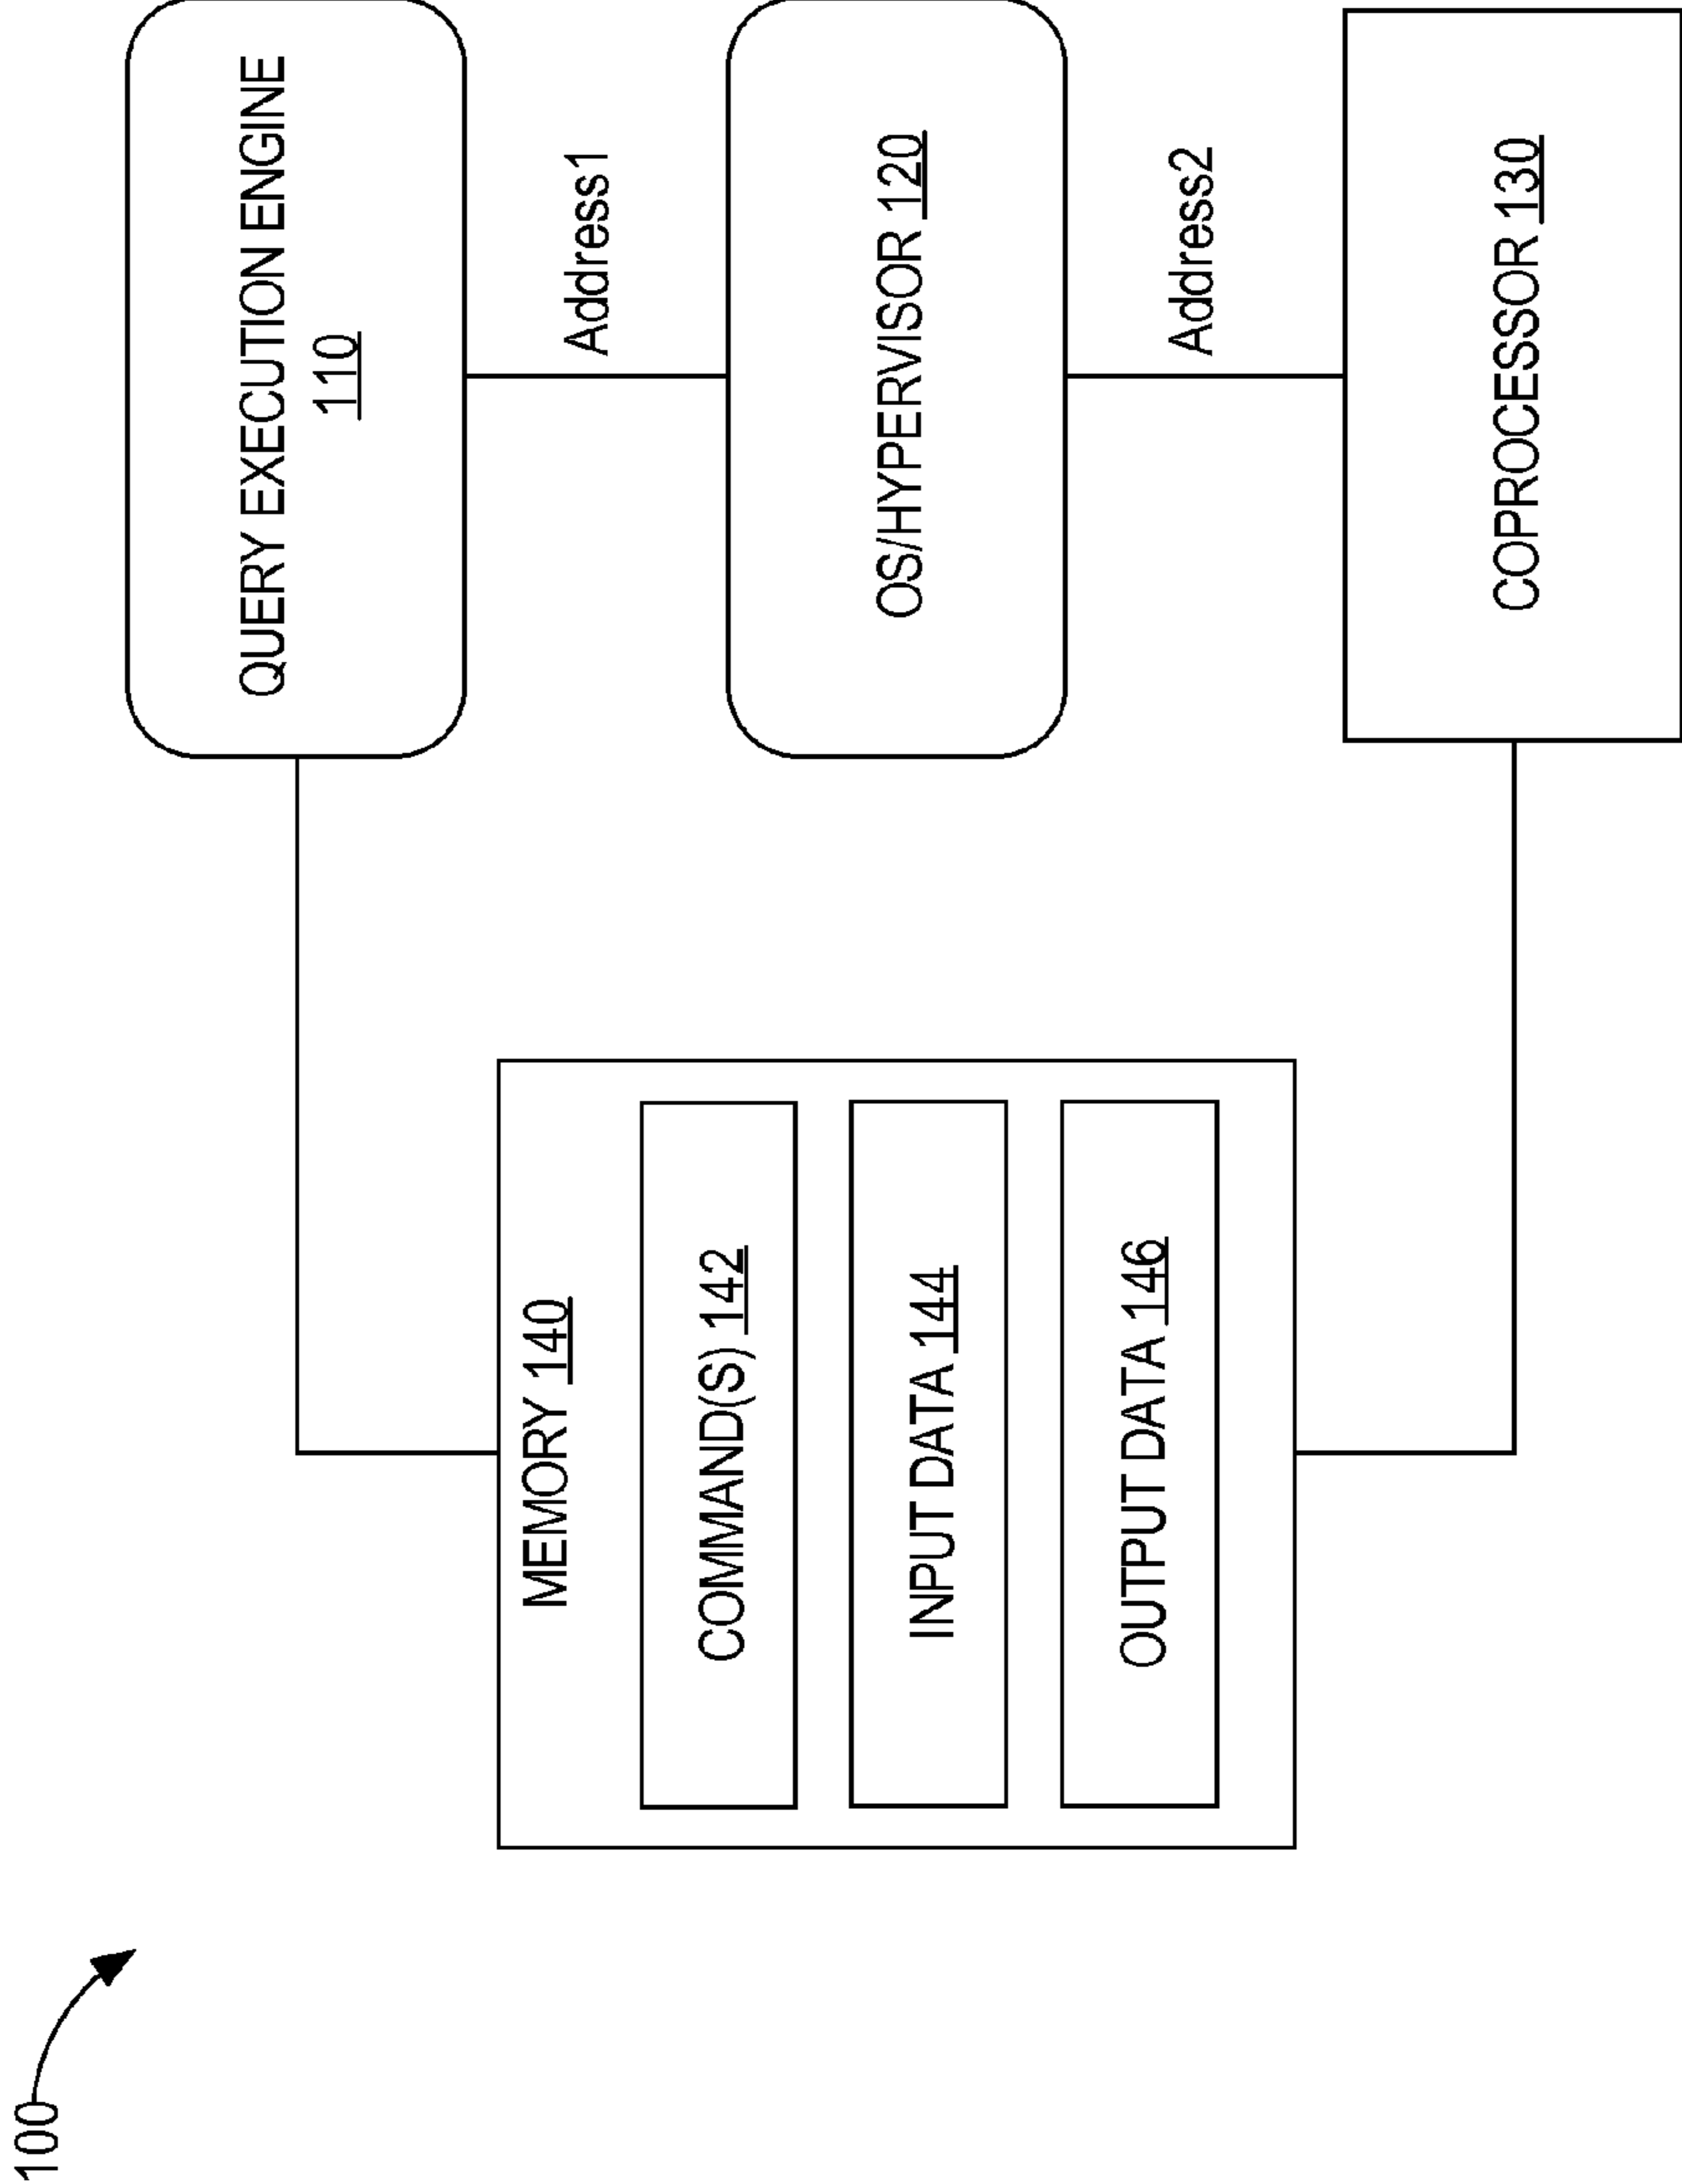 100
QUERY EXECUTION ENGINE
110
Address1
MEMORY 140
COMMAND(S) 142
OS/HYPERVISOR 120
INPUT DATA 144
OUTPUT DATA 146
Address2
COPROCESSOR 130